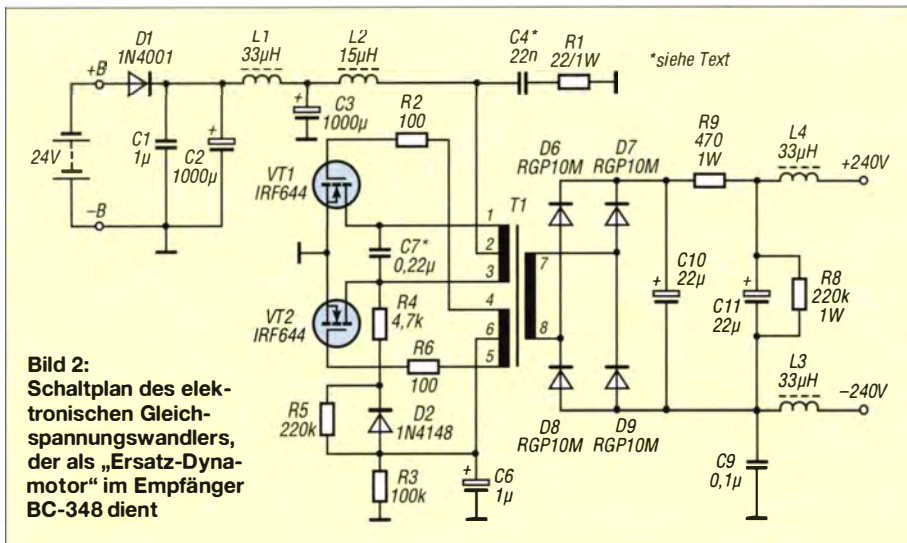 D1
1N4001
L1
33µH
L2
15µH
C4*
22n
R1
22/1W
*siehe Text
+B
C3
1000µ
R2
100
R9
470
1W
L4
33µH
+240V
D6
RGP10M
D7
RGP10M
24V
C1
1µ
C2
1000µ
VT1
IRF644
T1
1
2
3
4
6
5
7
8
–B
C7*
0,22µ
C10
22µ
C11
22µ
R8
220k
1W
VT2
IRF644
R4
4,7k
R6
100
L3
33µH
–240V
R5
220k
D2
1N4148
D8
RGP10M
D9
RGP10M
R3
100k
C6
1µ
C9
0,1µ
Bild 2:
Schaltplan des elek-
tronischen Gleich-
spannungswandlers,
der als „Ersatz-Dyna-
motor“ im Empfänger
BC-348 dient